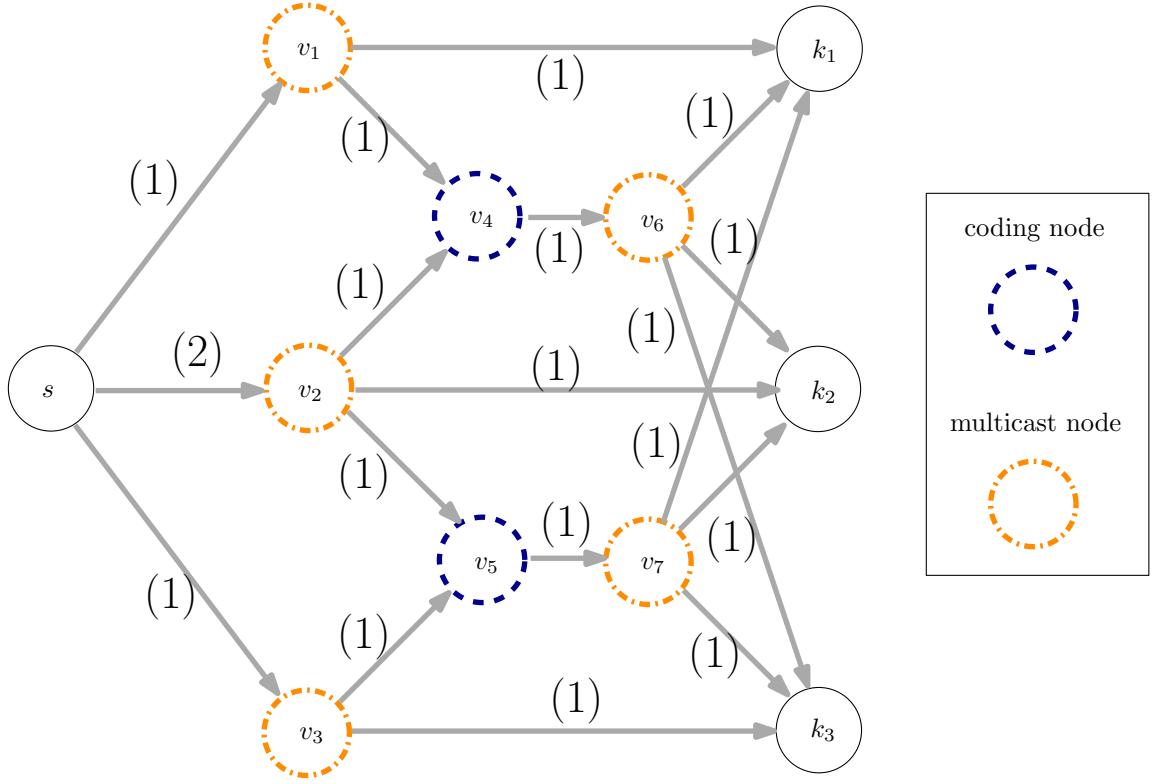 v₁
(1)
k₁
(1)
(1)
(1)
coding node
v₄
(1)
v₆
(1)
(1)
(1)
(2)
(1)
s
v₂
k₂
(1)
multicast node
(1)
(1)
v₅
v₇
(1)
(1)
(1)
(1)
(1)
v₃
k₃